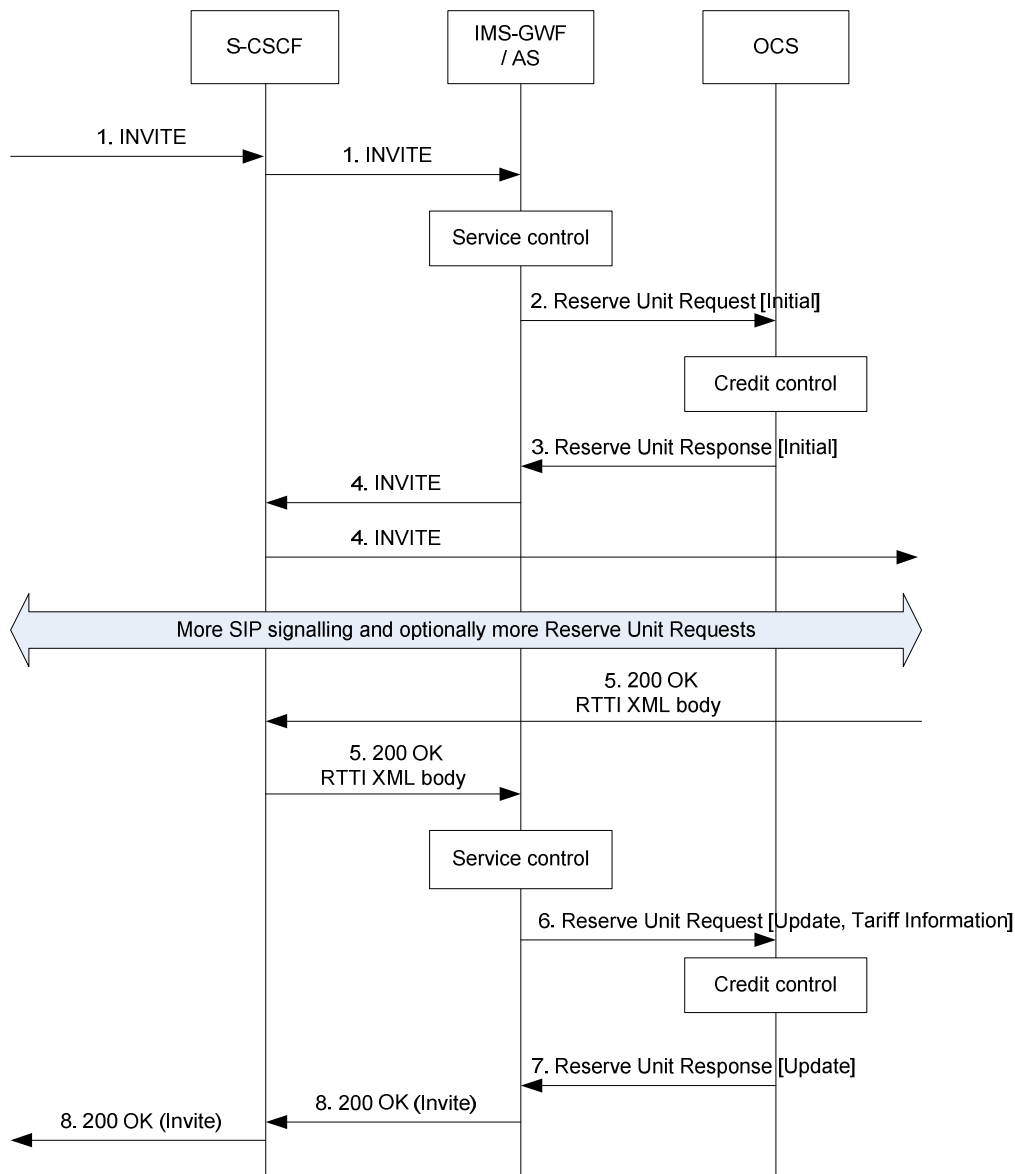 S-CSCF
IMS-GWF
/ AS
OCS
1. INVITE
1. INVITE
Service control
2. Reserve Unit Request [Initial]
Credit control
3. Reserve Unit Response [Initial]
4. INVITE
4. INVITE
More SIP signalling and optionally more Reserve Unit Requests
5. 200 OK
RTTI XML body
5. 200 OK
RTTI XML body
Service control
6. Reserve Unit Request [Update, Tariff Information]
Credit control
7. Reserve Unit Response [Update]
8. 200 OK (Invite)
8. 200 OK (Invite)